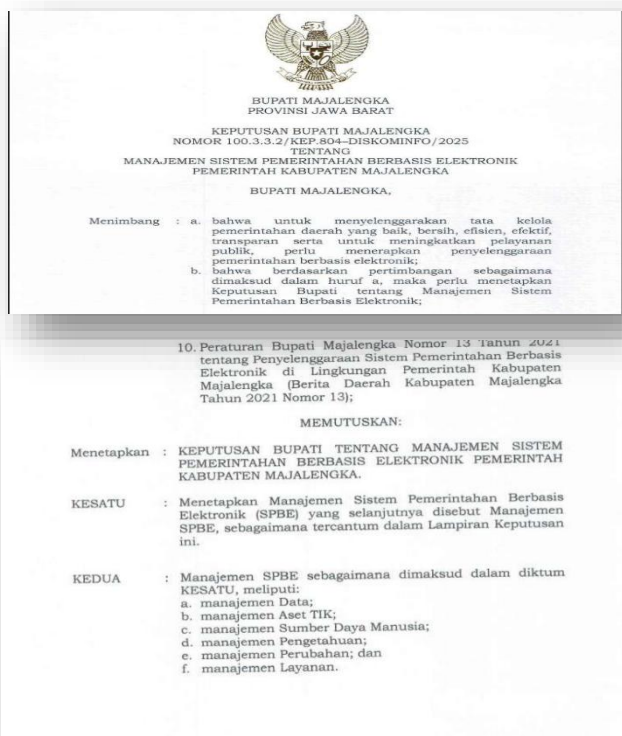 BUPATI MAJALENGKA
PROVINSI JAWA BARAT
KEPUTUSAN BUPATI MAJALENGKA
NOMOR 100.3.3.2/KEP.804–DISKOMINFO/2025
TENTANG
MANAJEMEN SISTEM PEMERINTAHAN BERBASIS ELEKTRONIK
PEMERINTAH KABUPATEN MAJALENGKA
BUPATI MAJALENGKA,
Menimbang : a. bahwa untuk menyelenggarakan tata kelola
pemerintahan daerah yang baik, bersih, efisien, efektif,
transparan serta untuk meningkatkan pelayanan
publik, perlu menerapkan penyelenggaraan
pemerintahan berbasis elektronik;
b. bahwa berdasarkan pertimbangan sebagaimana
dimaksud dalam huruf a, maka perlu menetapkan
Keputusan Bupati tentang Manajemen Sistem
Pemerintahan Berbasis Elektronik;
10. Peraturan Bupati Majalengka Nomor 13 Tahun 2021
tentang Penyelenggaraan Sistem Pemerintahan Berbasis
Elektronik di Lingkungan Pemerintah Kabupaten
Majalengka (Berita Daerah Kabupaten Majalengka
Tahun 2021 Nomor 13);
MEMUTUSKAN:
Menetapkan : KEPUTUSAN BUPATI TENTANG MANAJEMEN SISTEM
PEMERINTAHAN BERBASIS ELEKTRONIK PEMERINTAH
KABUPATEN MAJALENGKA.
KESATU : Menetapkan Manajemen Sistem Pemerintahan Berbasis
Elektronik (SPBE) yang selanjutnya disebut Manajemen
SPBE, sebagaimana tercantum dalam Lampiran Keputusan
ini.
KEDUA : Manajemen SPBE sebagaimana dimaksud dalam diktum
KESATU, meliputi:
a. manajemen Data;
b. manajemen Aset TIK;
c. manajemen Sumber Daya Manusia;
d. manajemen Pengetahuan;
e. manajemen Perubahan; dan
f. manajemen Layanan.